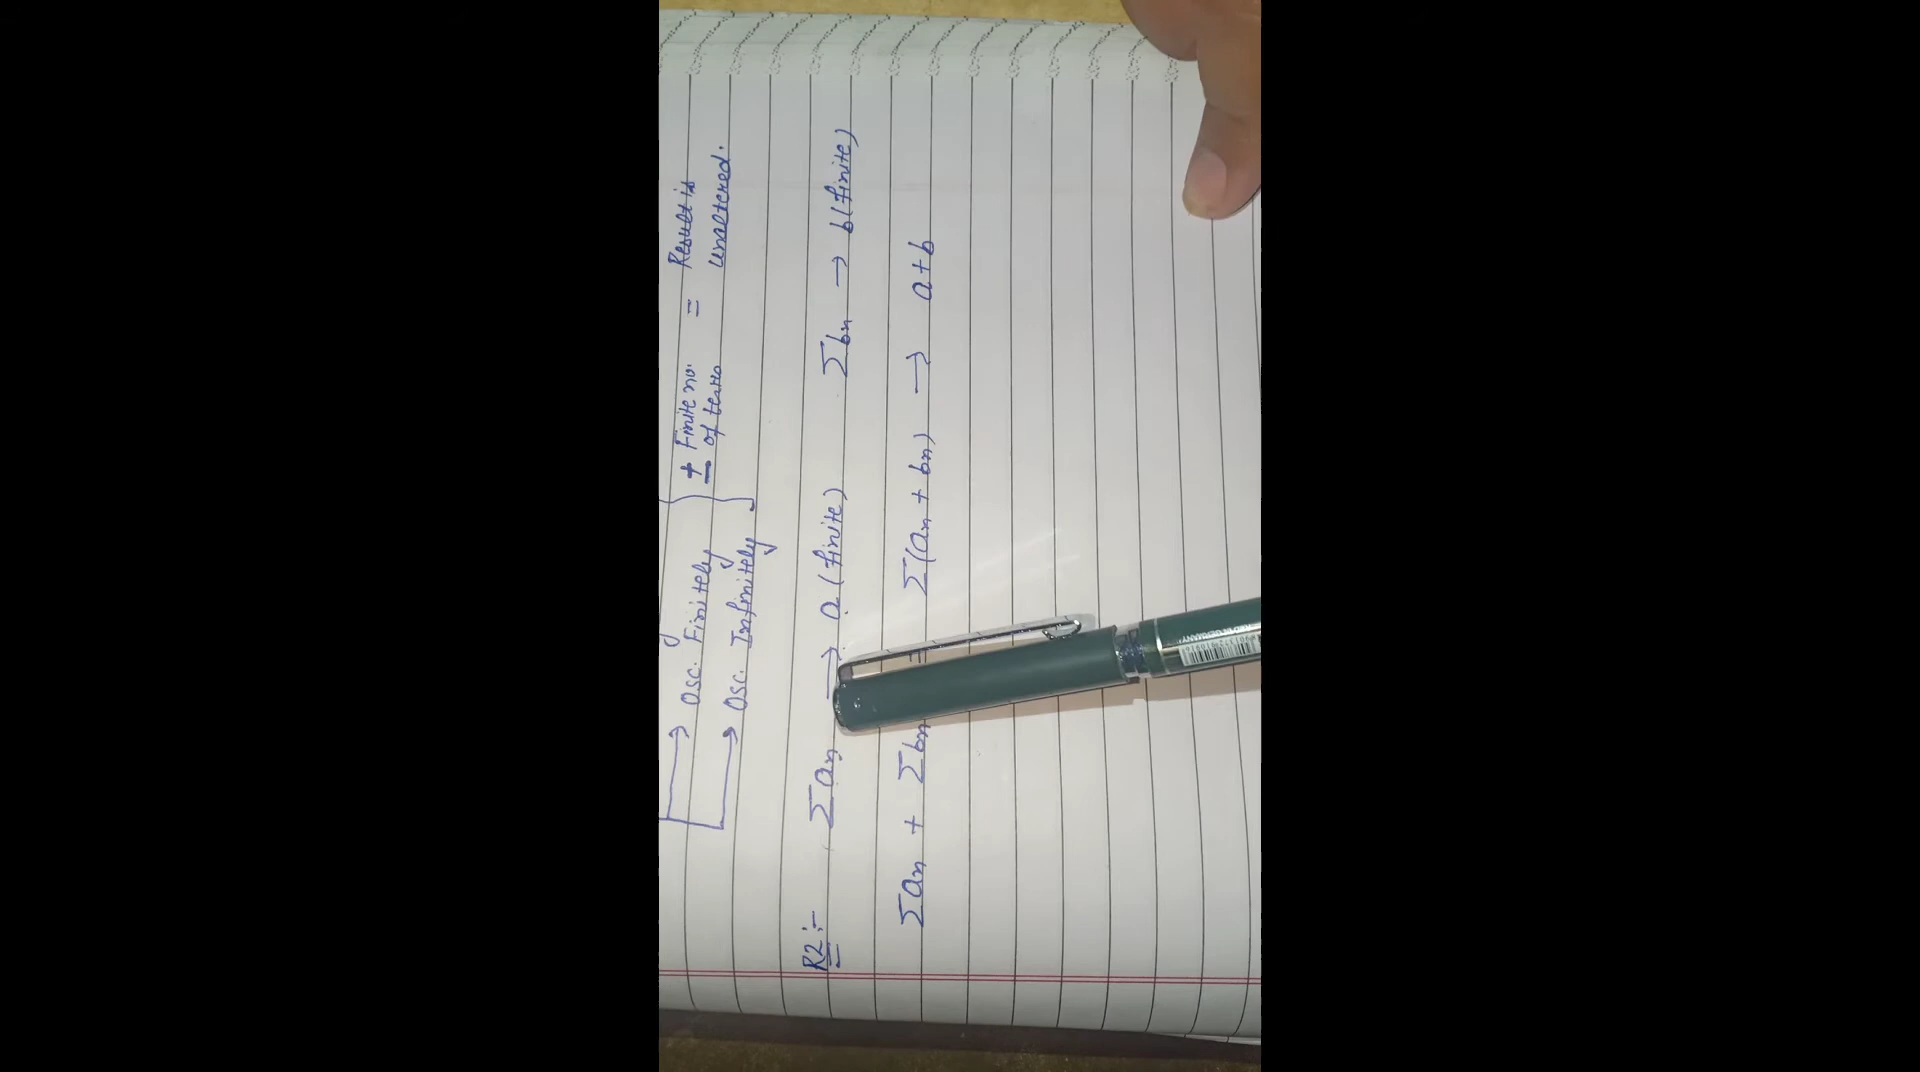 → Osc. Finitely } ± Finite no. = Result is
→ Osc. Infinitely of terms unaltered.
R2:- Σan → a (finite) Σbn → b (finite)
Σan + Σbn = Σ(an + bn) → a+b